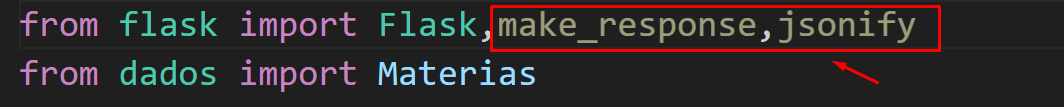 from flask import Flask,make_response,jsonify
from dados import Materias